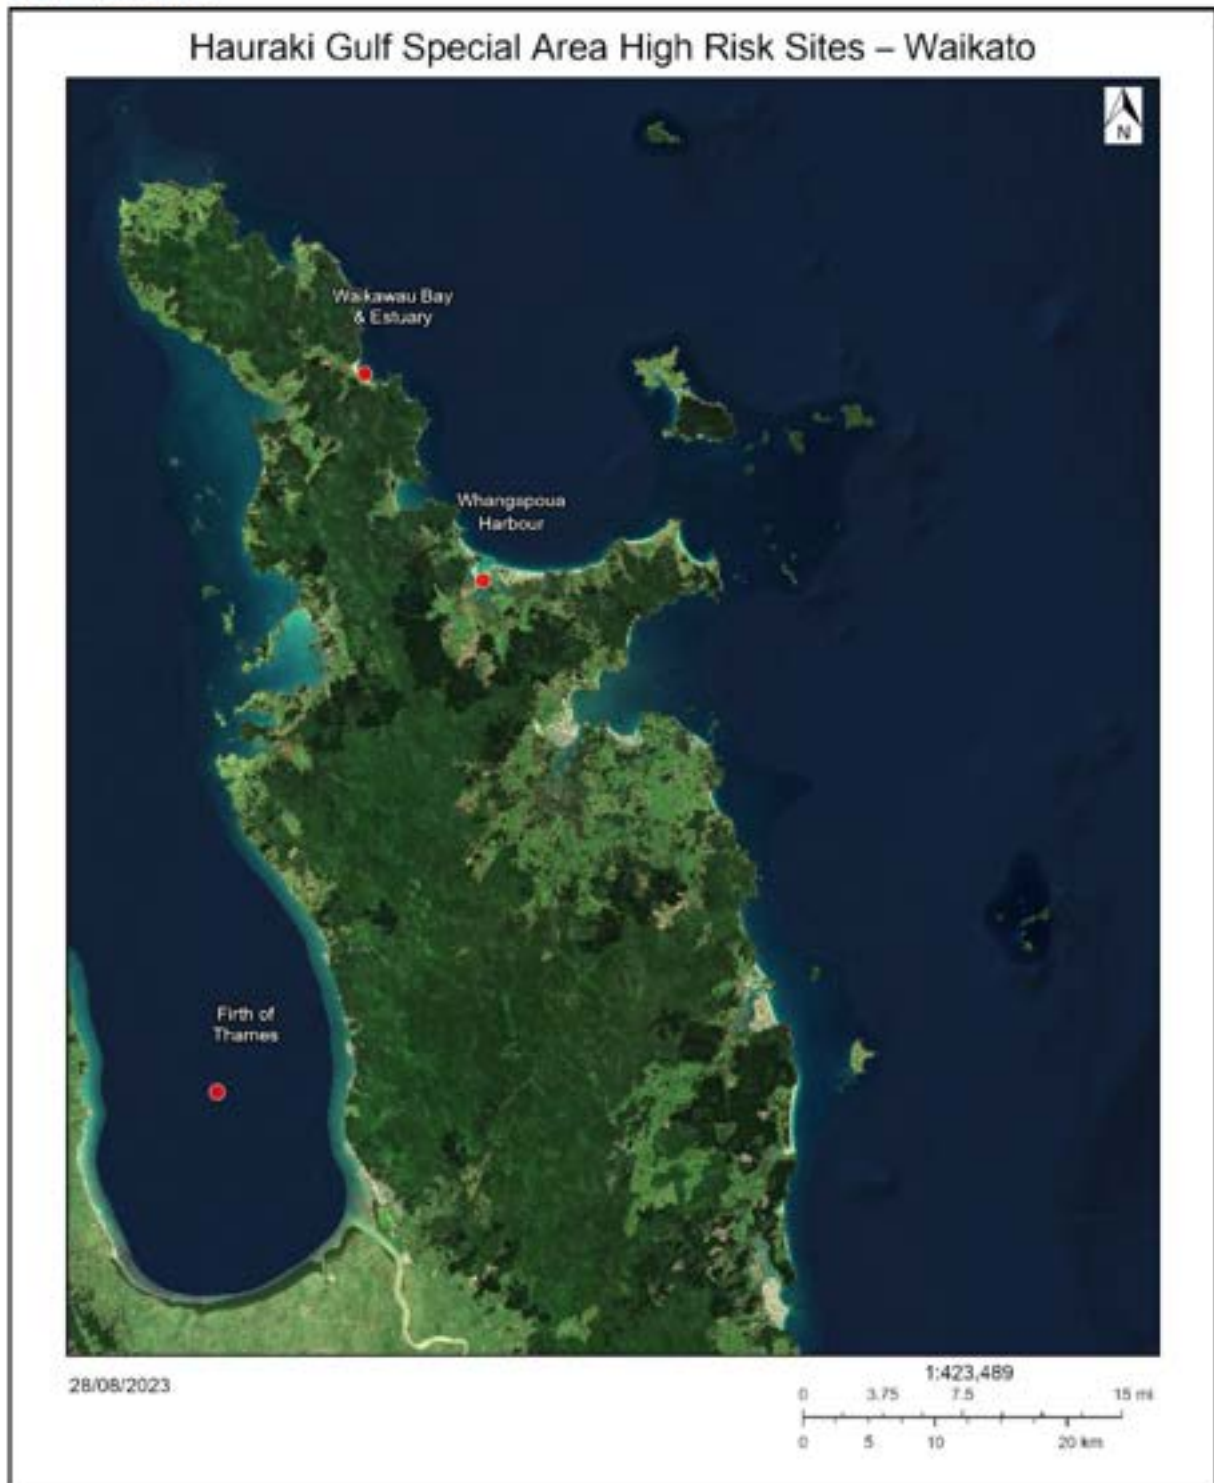 Hauraki Gulf Special Area High Risk Sites – Waikato
N
Waikawau Bay
& Estuary
Whangapoua
Harbour
Firth of
Thames
28/08/2023
1:423,489
0 3.75 7.5 15 mi
0 5 10 20 km